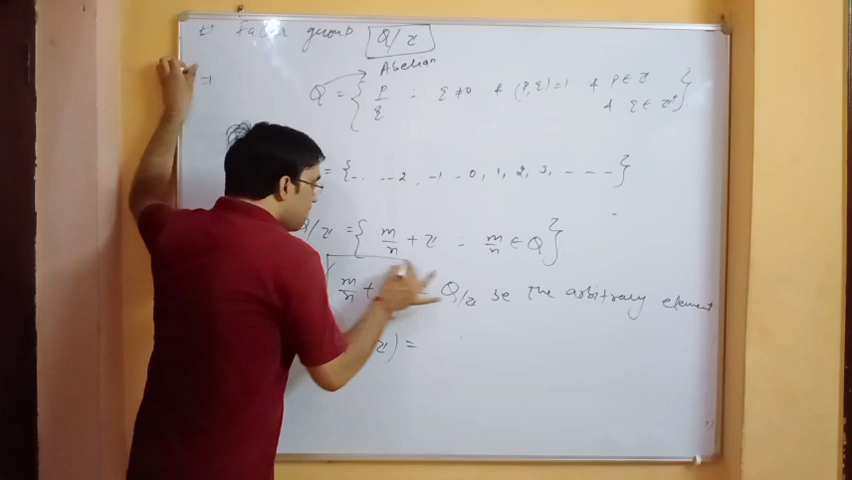 Factor group Q/Z
Abelian
⇒ Q = { p/q : q ≠ 0 & (p,q)=1 & p ∈ Z
& q ∈ Z⁺ }
= {.. ..-2, -1, 0, 1, 2, 3, - - - - }
Q/Z = { m/n + Z : m/n ∈ Q }
m/n + Q/Z be the arbitrary element
Z) =